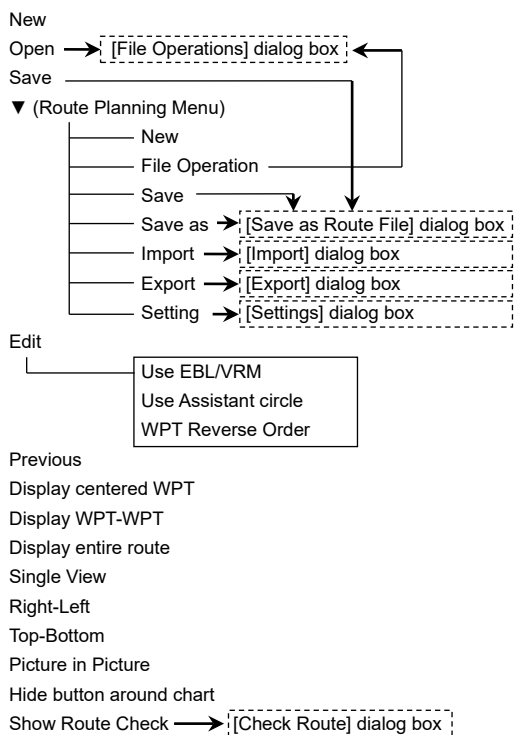 New
Open [File Operations] dialog box
Save
▼ (Route Planning Menu)
New
File Operation
Save
Save as [Save as Route File] dialog box
Import [Import] dialog box
Export [Export] dialog box
Setting [Settings] dialog box
Edit
Use EBL/VRM
Use Assistant circle
WPT Reverse Order
Previous
Display centered WPT
Display WPT-WPT
Display entire route
Single View
Right-Left
Top-Bottom
Picture in Picture
Hide button around chart
Show Route Check [Check Route] dialog box